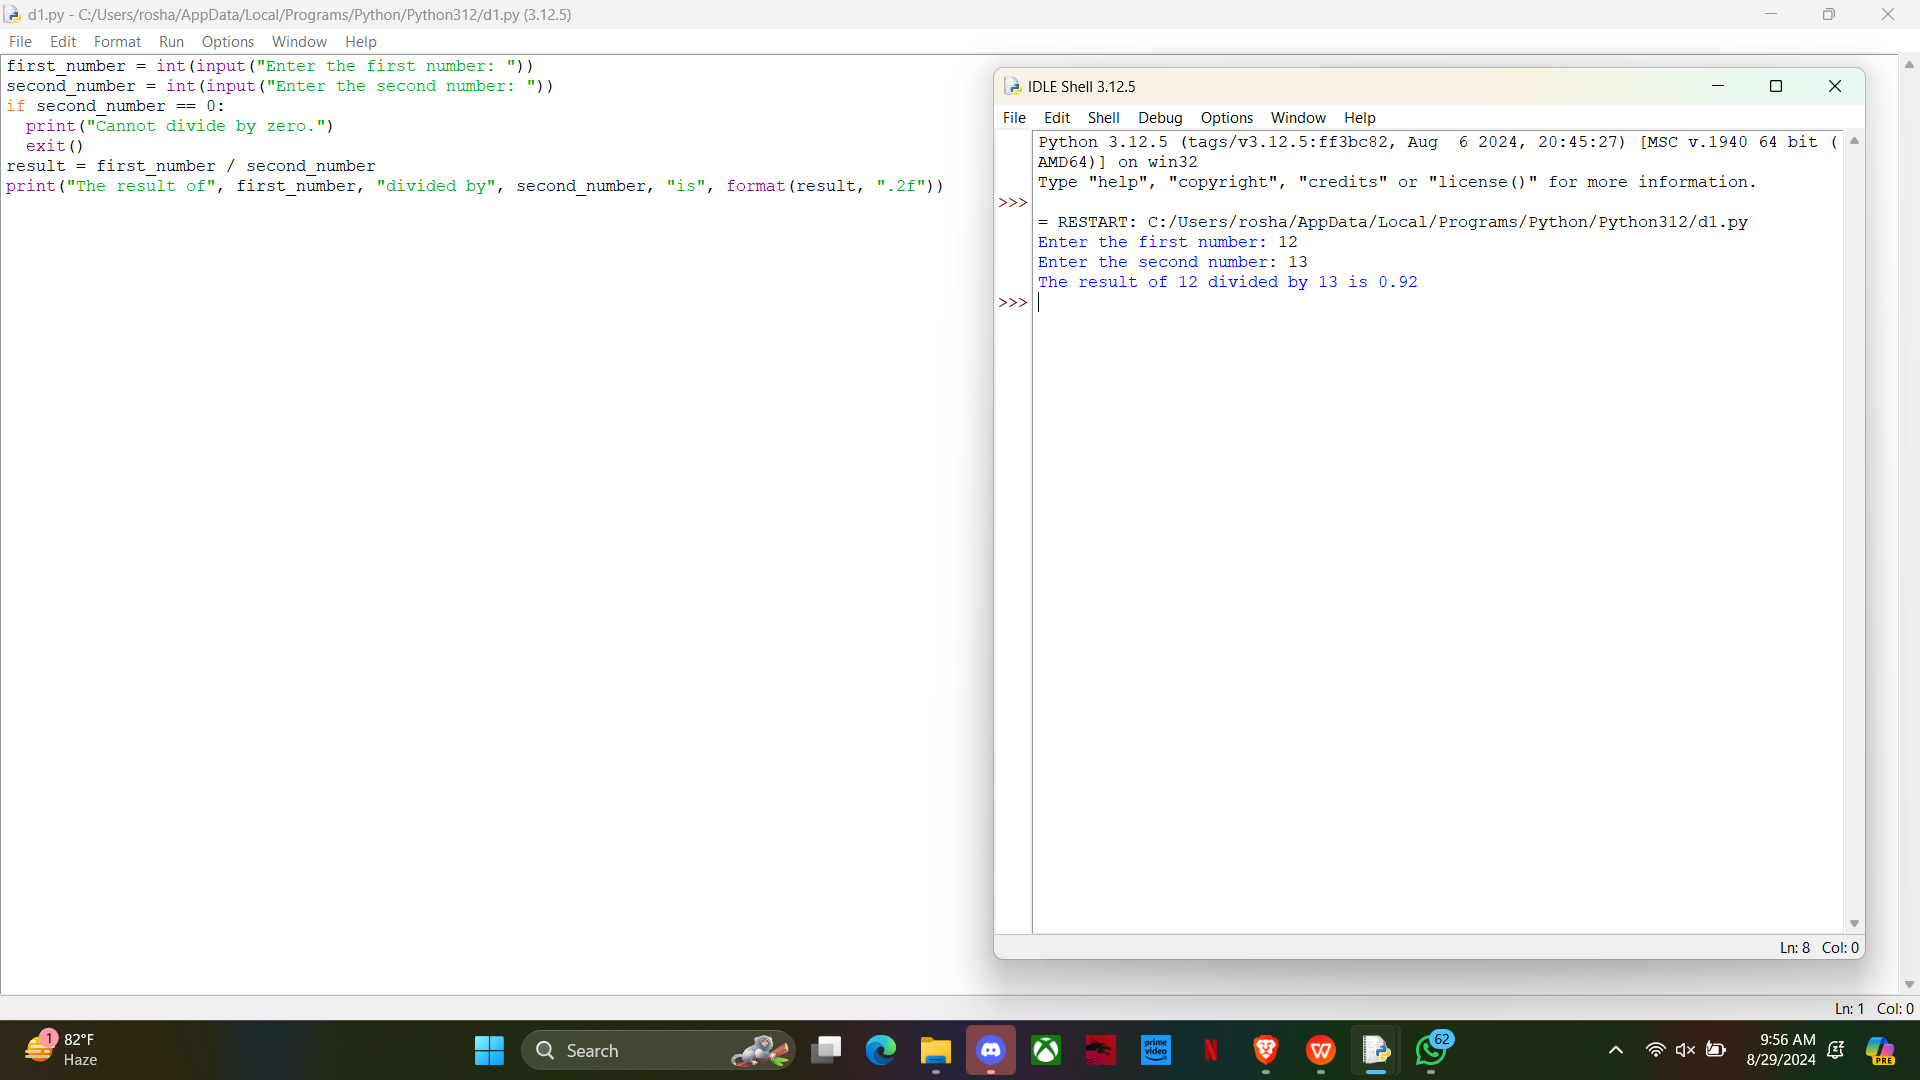 d1.py - C:/Users/rosha/AppData/Local/Programs/Python/Python312/d1.py (3.12.5)
File Edit Format Run Options Window Help
first_number = int(input("Enter the first number: "))
second_number = int(input("Enter the second number: "))
if second_number == 0:
  print("Cannot divide by zero.")
  exit()
result = first_number / second_number
print("The result of", first_number, "divided by", second_number, "is", format(result, ".2f"))
IDLE Shell 3.12.5
File Edit Shell Debug Options Window Help
Python 3.12.5 (tags/v3.12.5:ff3bc82, Aug  6 2024, 20:45:27) [MSC v.1940 64 bit (
AMD64)] on win32
Type "help", "copyright", "credits" or "license()" for more information.
>>>
= RESTART: C:/Users/rosha/AppData/Local/Programs/Python/Python312/d1.py
Enter the first number: 12
Enter the second number: 13
The result of 12 divided by 13 is 0.92
>>>
Ln: 8 Col: 0
Ln: 1 Col: 0
1
82°F
Haze
Search
prime video
N
W
62
9:56 AM
8/29/2024
PRE